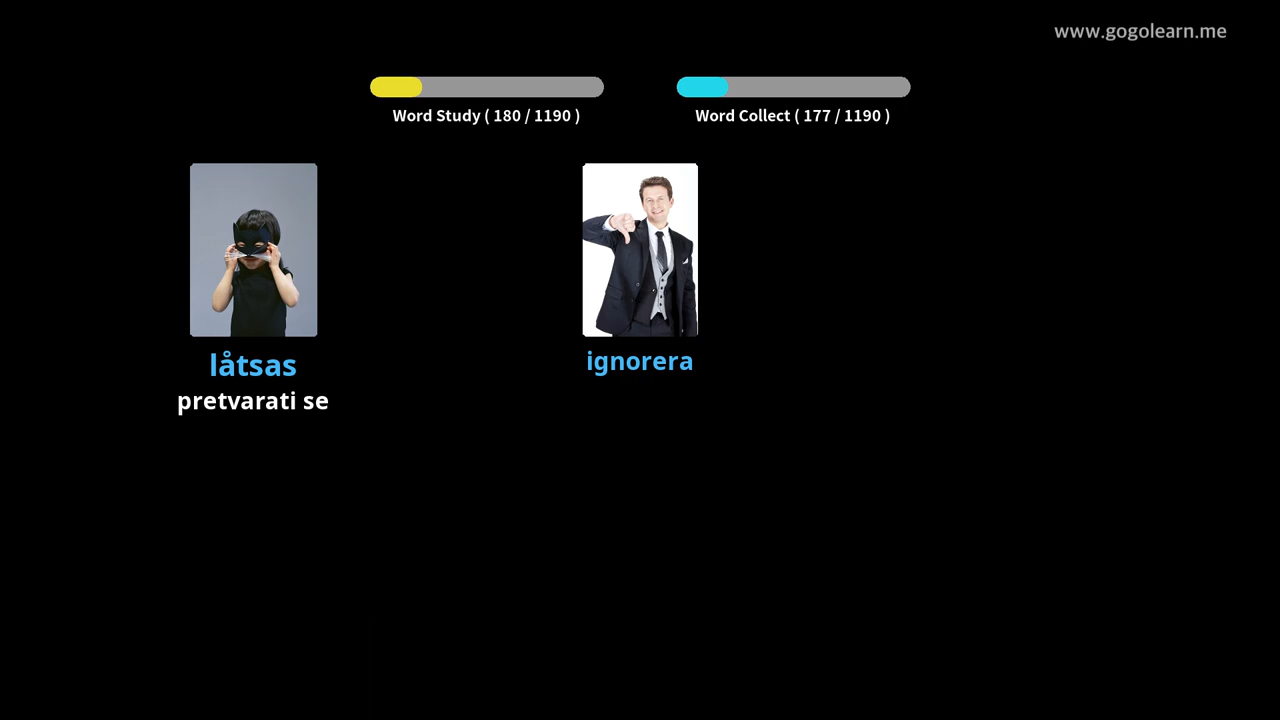 www.gogolearn.me
Word Study ( 180 / 1190 )
Word Collect ( 177 / 1190 )
låtsas
pretvarati se
ignorera